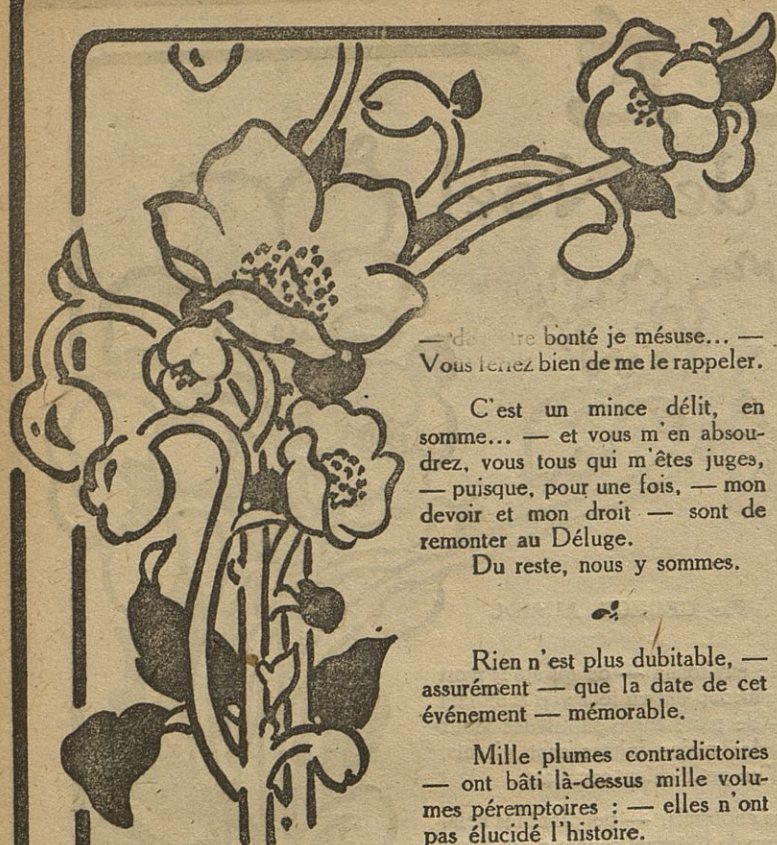 — bonté je mésuse... —
Vous feriez bien de me le rappeler.
C'est un mince délit, en
somme... — et vous m'en absou-
drez, vous tous qui m'êtes juges,
— puisque, pour une fois, — mon
devoir et mon droit — sont de
remonter au Déluge.
Du reste, nous y sommes.
Rien n'est plus dubitable, —
assurément — que la date de cet
événement — mémorable.
Mille plumes contradictoires
— ont bâti là-dessus mille volu-
mes péremptoires : — elles n'ont
pas élucidé l'histoire.